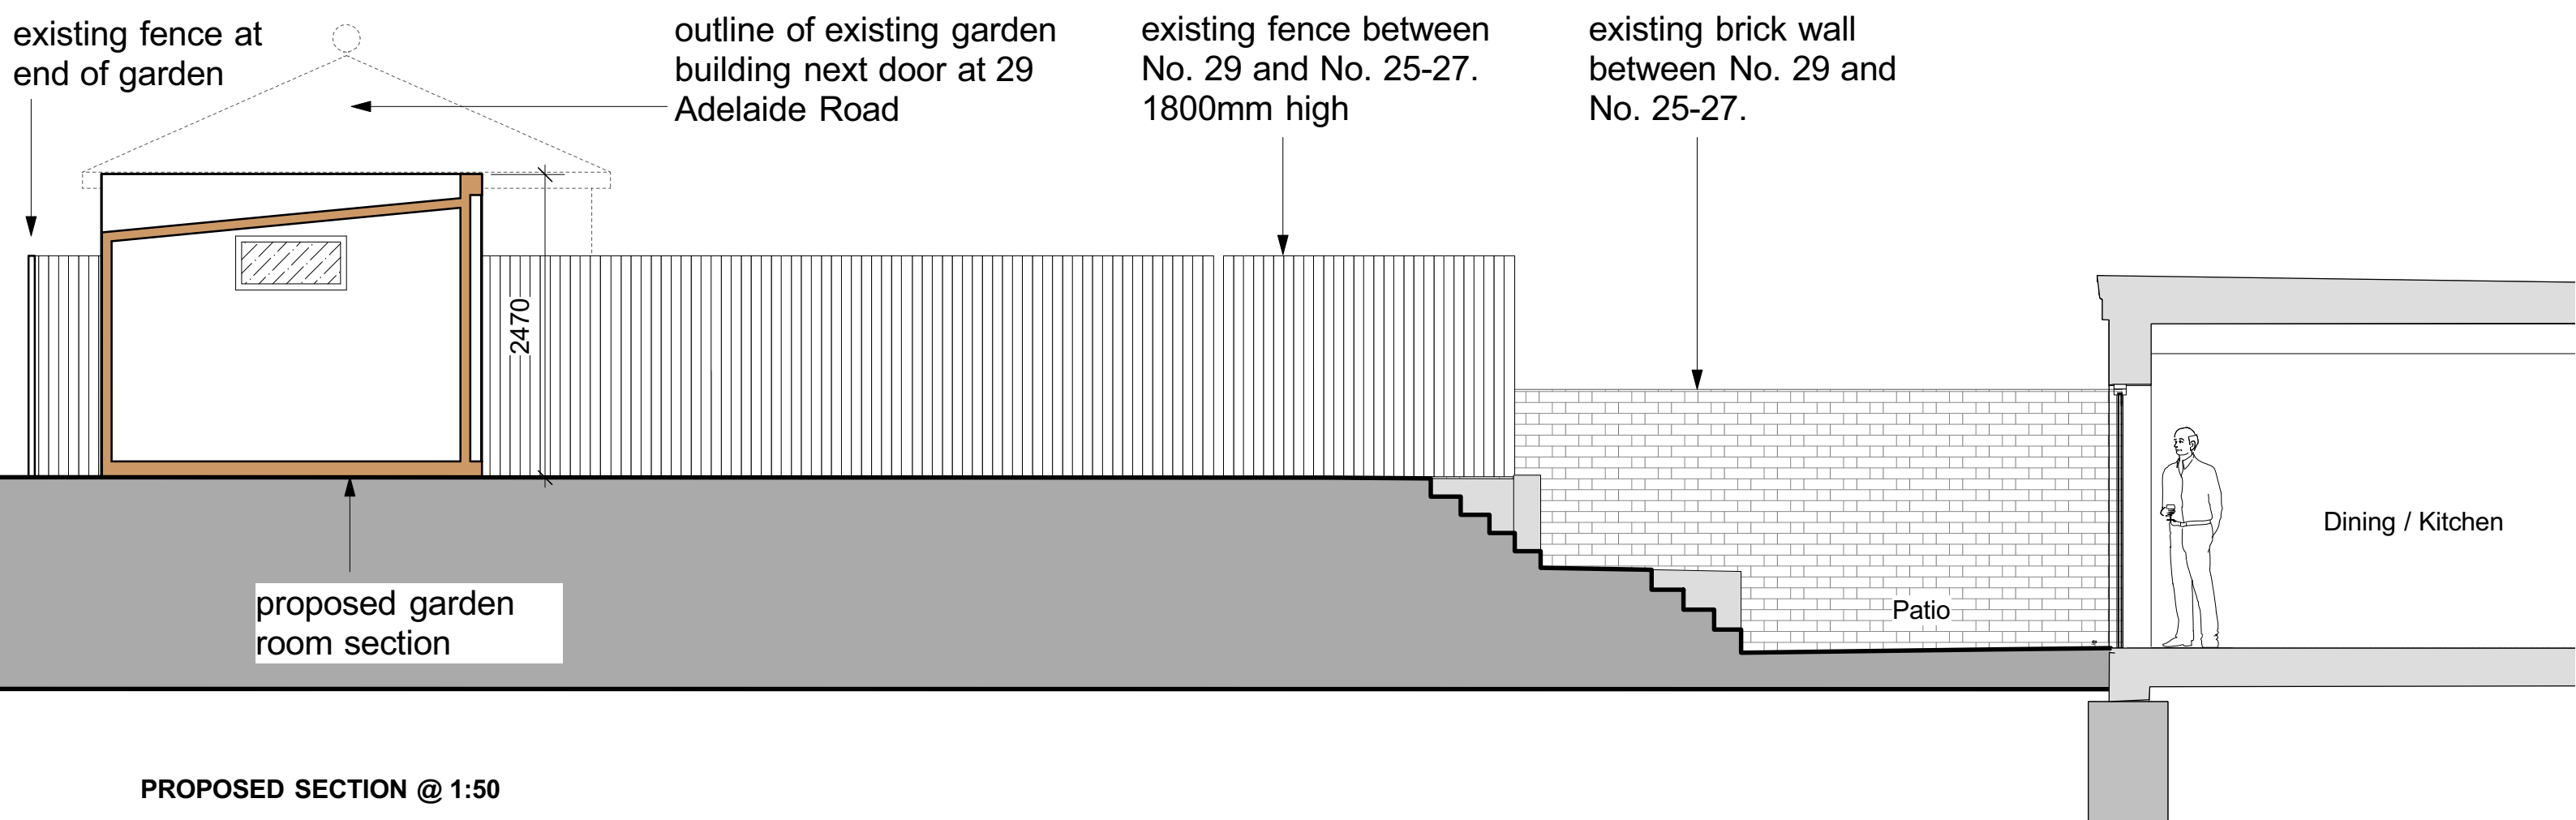 existing fence at
end of garden
outline of existing garden
building next door at 29
Adelaide Road
existing fence between
No. 29 and No. 25-27.
1800mm high
existing brick wall
between No. 29 and
No. 25-27.
2470
Dining / Kitchen
Patio
proposed garden
room section
PROPOSED SECTION @ 1:50